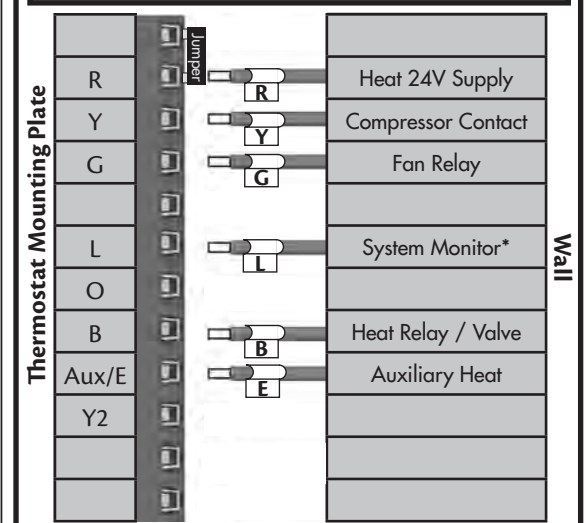 Thermostat Mounting Plate
Jumper
R R Heat 24V Supply
Y Y Compressor Contact
G G Fan Relay
L L System Monitor*
O
B B Heat Relay / Valve
Aux/E E Auxiliary Heat
Y2
Wall